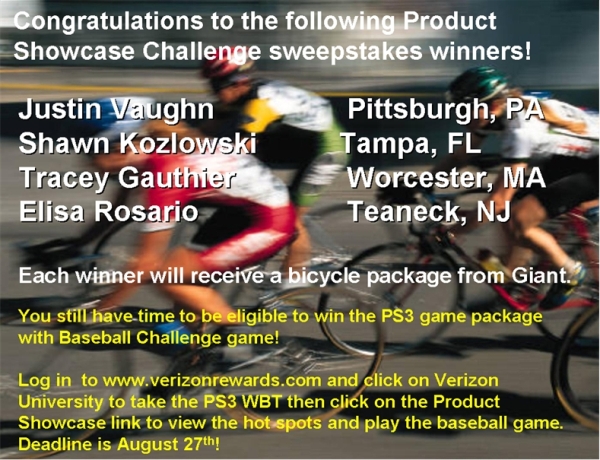 Congratulations to the following Product
Showcase Challenge sweepstakes winners!
Justin Vaughn Pittsburgh, PA
Shawn Kozlowski Tampa, FL
Tracey Gauthier Worcester, MA
Elisa Rosario Teaneck, NJ
Each winner will receive a bicycle package from Giant.
You still have time to be eligible to win the PS3 game package
with Baseball Challenge game!
Log in to www.verizonrewards.com and click on Verizon
University to take the PS3 WBT then click on the Product
Showcase link to view the hot spots and play the baseball game.
Deadline is August 27th!